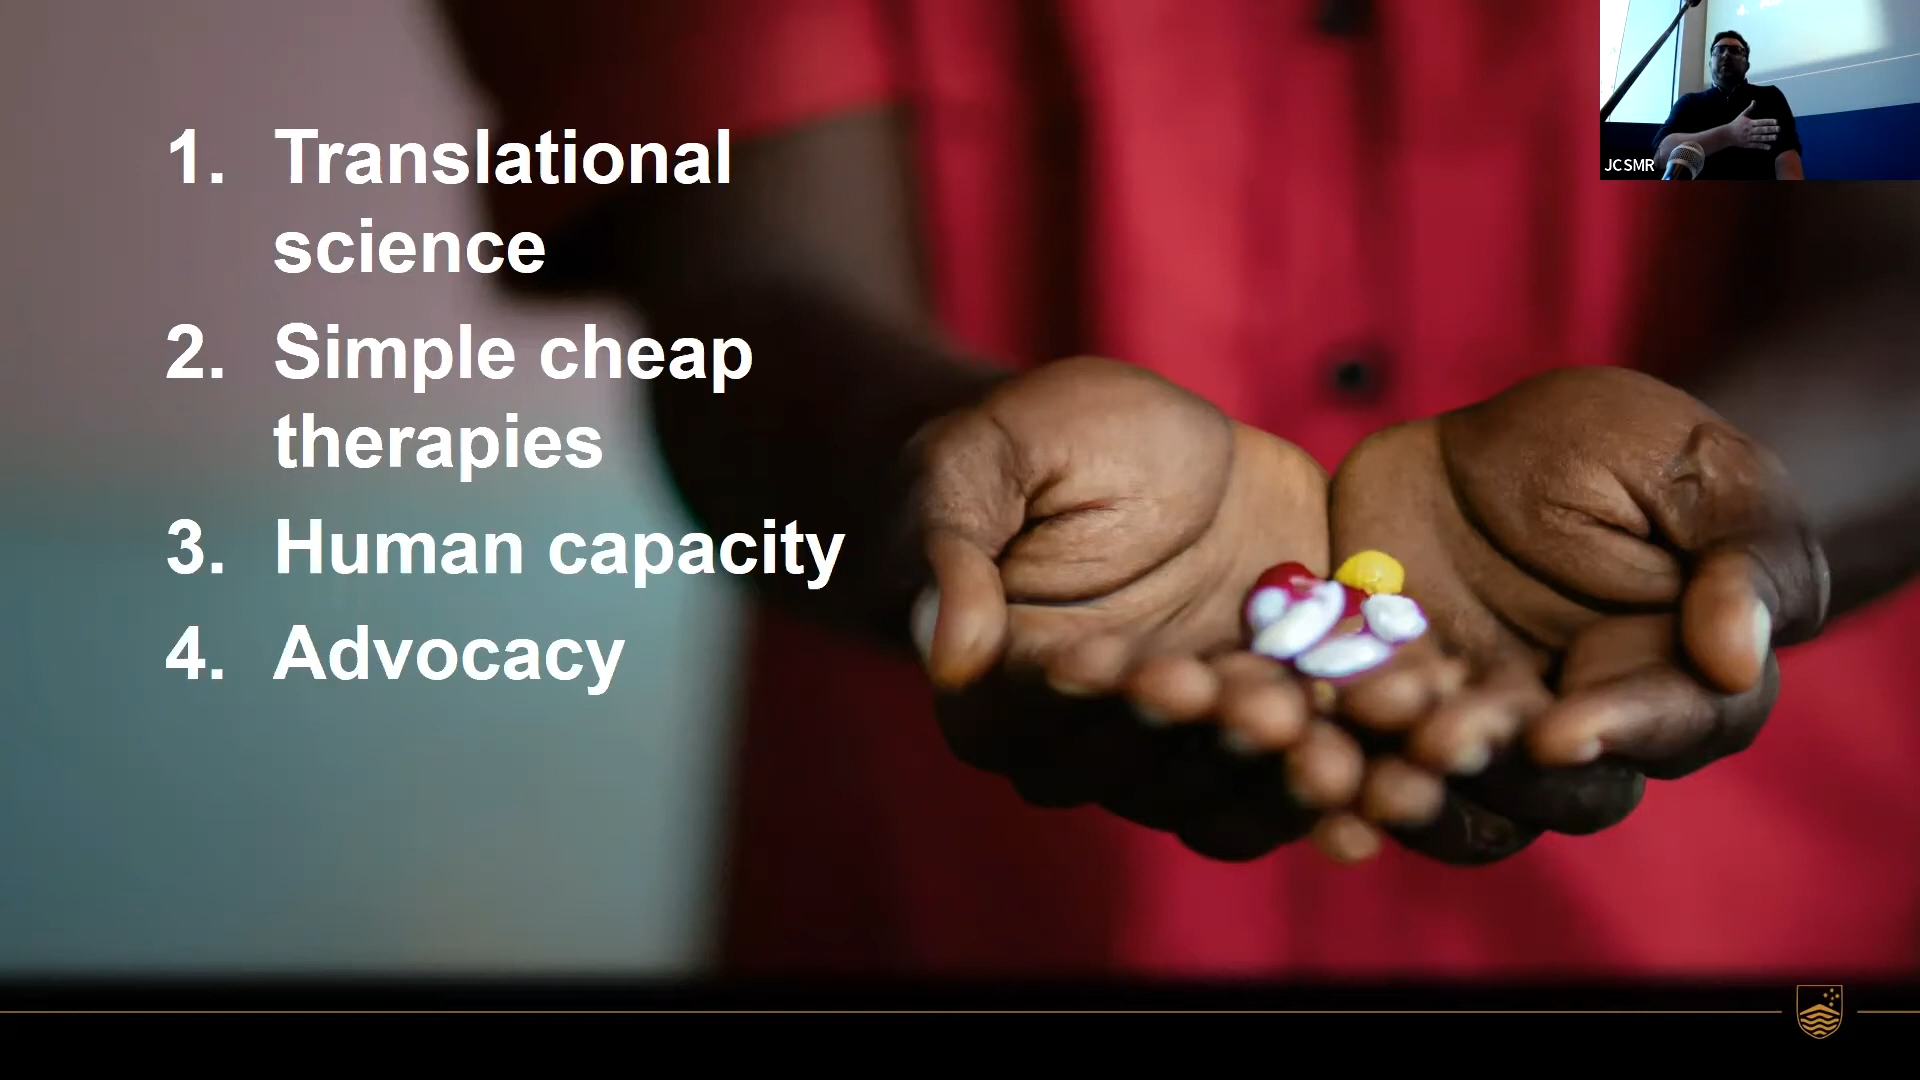 1. Translational
science
2. Simple cheap
therapies
3. Human capacity
4. Advocacy
JCSMR